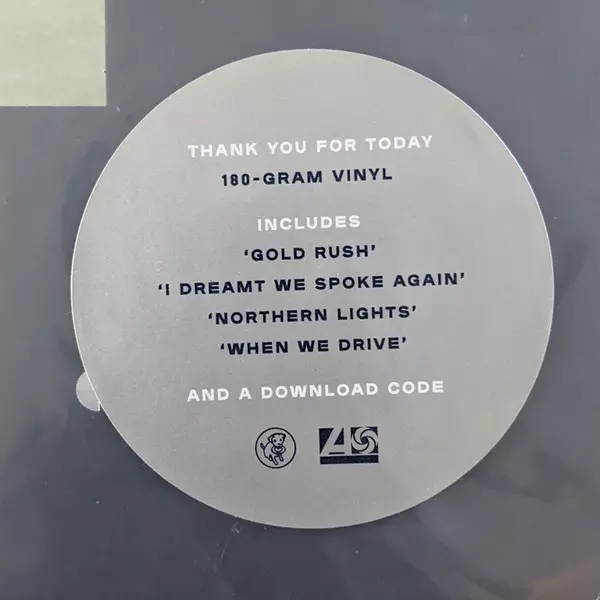 THANK YOU FOR TODAY
180-GRAM VINYL
INCLUDES
‘GOLD RUSH’
‘I DREAMT WE SPOKE AGAIN’
‘NORTHERN LIGHTS’
‘WHEN WE DRIVE’
AND A DOWNLOAD CODE